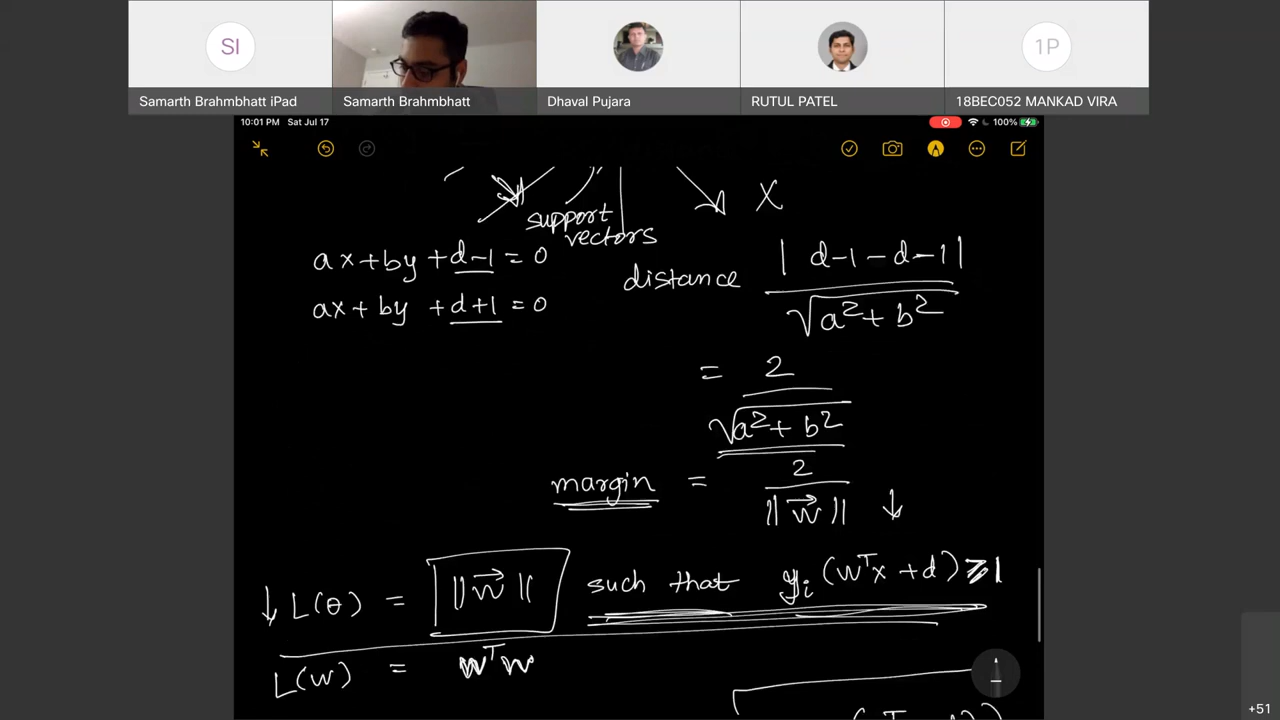 SI
1P
Samarth Brahmbhatt iPad
Samarth Brahmbhatt
Dhaval Pujara
RUTUL PATEL
18BEC052 MANKAD VIRA
10:01 PM Sat Jul 17
100%
X
support
vectors
ax+by+d-1=0
ax+by+d+1=0
distance |d-1-d-1| / √a²+b²
= 2 / √a²+b²
margin = 2 / ||w⃗|| ↓
↓ L(θ) = ||w⃗|| such that yᵢ(wᵀx+d) ≥ 1
L(w) = wᵀw
+51